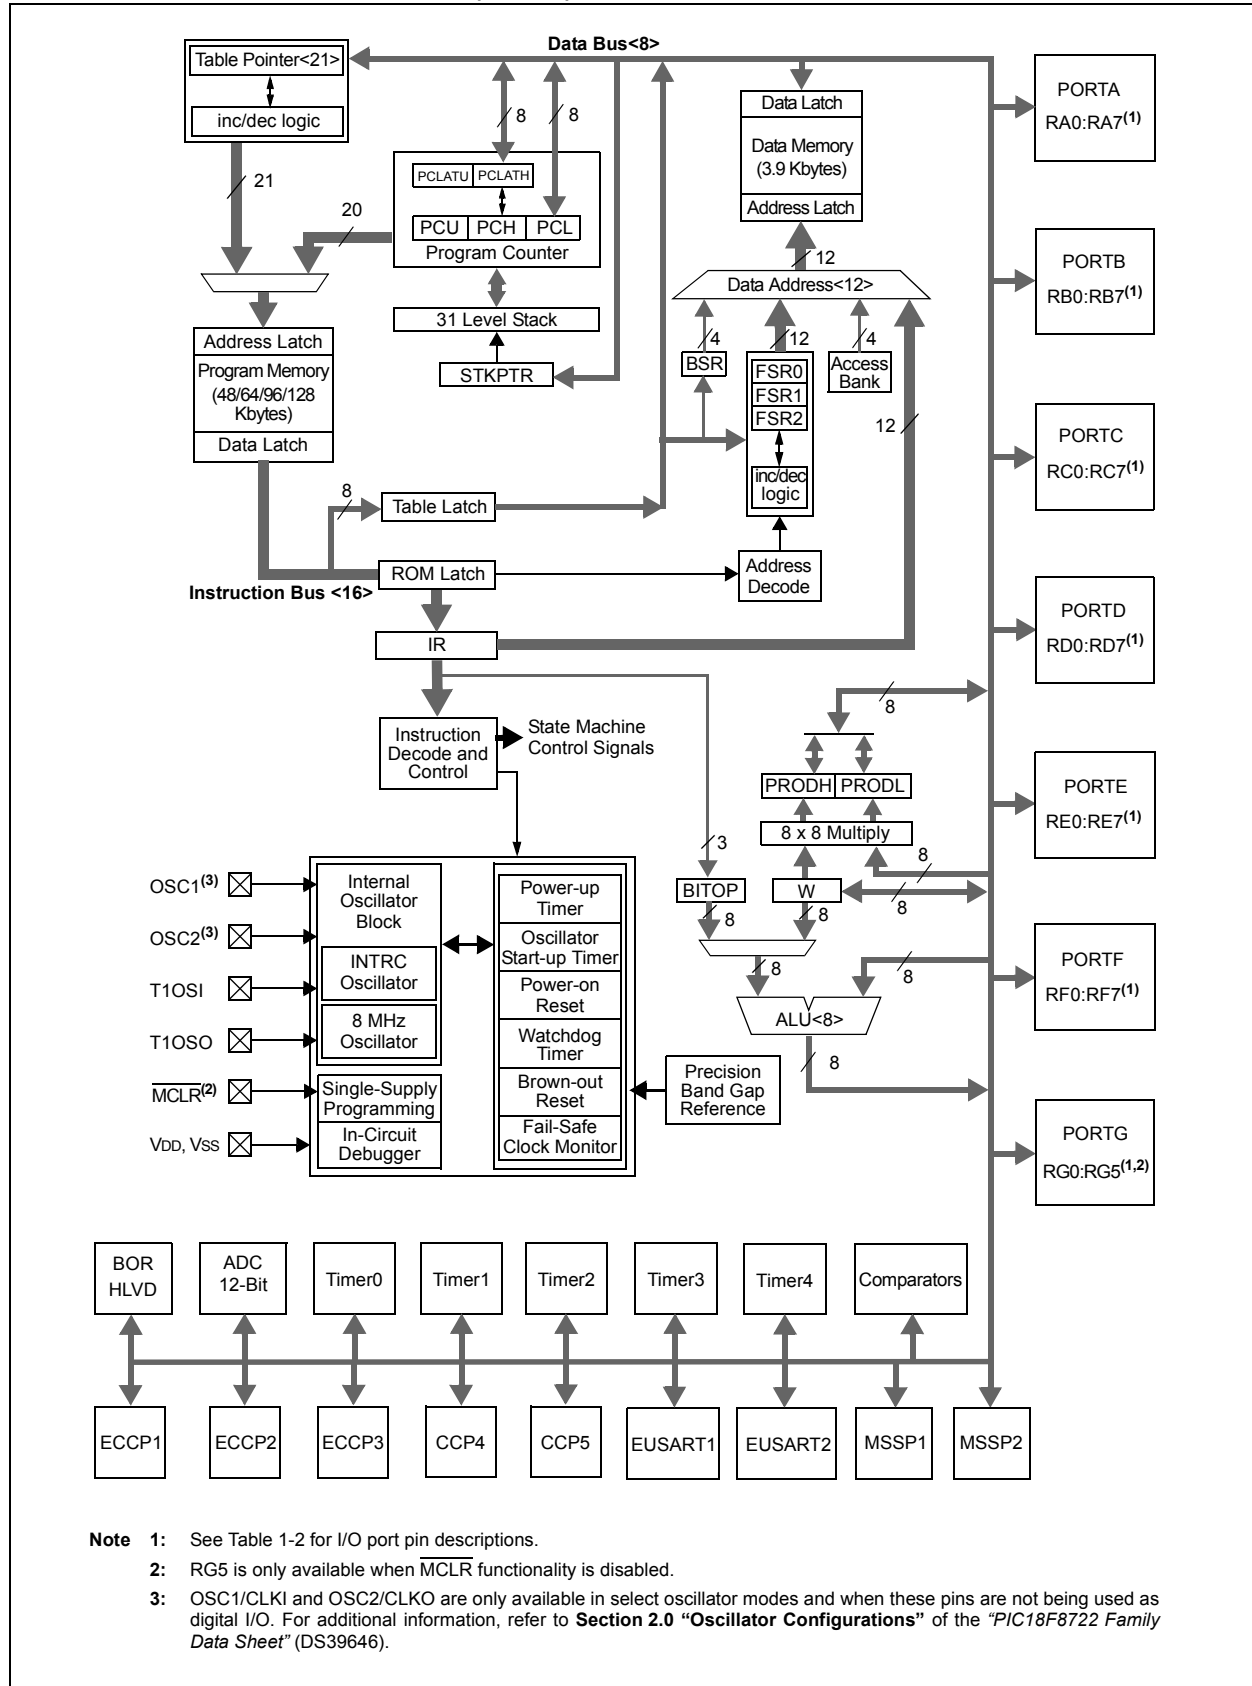 Data Bus<8>
Table Pointer<21>
inc/dec logic
21
20
8
8
PCLATU PCLATH
PCU PCH PCL
Program Counter
31 Level Stack
STKPTR
Address Latch
Program Memory
(48/64/96/128
Kbytes)
Data Latch
8
Table Latch
ROM Latch
Instruction Bus <16>
IR
Data Latch
Data Memory
(3.9 Kbytes)
Address Latch
12
Data Address<12>
4
12
4
BSR
FSR0
FSR1
FSR2
inc/dec
logic
Access
Bank
12
Address
Decode
Instruction
Decode and
Control
State Machine
Control Signals
8
PRODH PRODL
8 x 8 Multiply
3
8
BITOP
W
8
8
8
8
8
ALU<8>
8
OSC1(3)
OSC2(3)
T1OSI
T1OSO
MCLR(2)
VDD, VSS
Internal
Oscillator
Block
INTRC
Oscillator
8 MHz
Oscillator
Single-Supply
Programming
In-Circuit
Debugger
Power-up
Timer
Oscillator
Start-up Timer
Power-on
Reset
Watchdog
Timer
Brown-out
Reset
Fail-Safe
Clock Monitor
Precision
Band Gap
Reference
PORTA
RA0:RA7(1)
PORTB
RB0:RB7(1)
PORTC
RC0:RC7(1)
PORTD
RD0:RD7(1)
PORTE
RE0:RE7(1)
PORTF
RF0:RF7(1)
PORTG
RG0:RG5(1,2)
BOR
HLVD
ADC
12-Bit
Timer0
Timer1
Timer2
Timer3
Timer4
Comparators
ECCP1
ECCP2
ECCP3
CCP4
CCP5
EUSART1
EUSART2
MSSP1
MSSP2
Note 1: See Table 1-2 for I/O port pin descriptions.
2: RG5 is only available when MCLR functionality is disabled.
3: OSC1/CLKI and OSC2/CLKO are only available in select oscillator modes and when these pins are not being used as
digital I/O. For additional information, refer to Section 2.0 “Oscillator Configurations” of the “PIC18F8722 Family
Data Sheet” (DS39646).